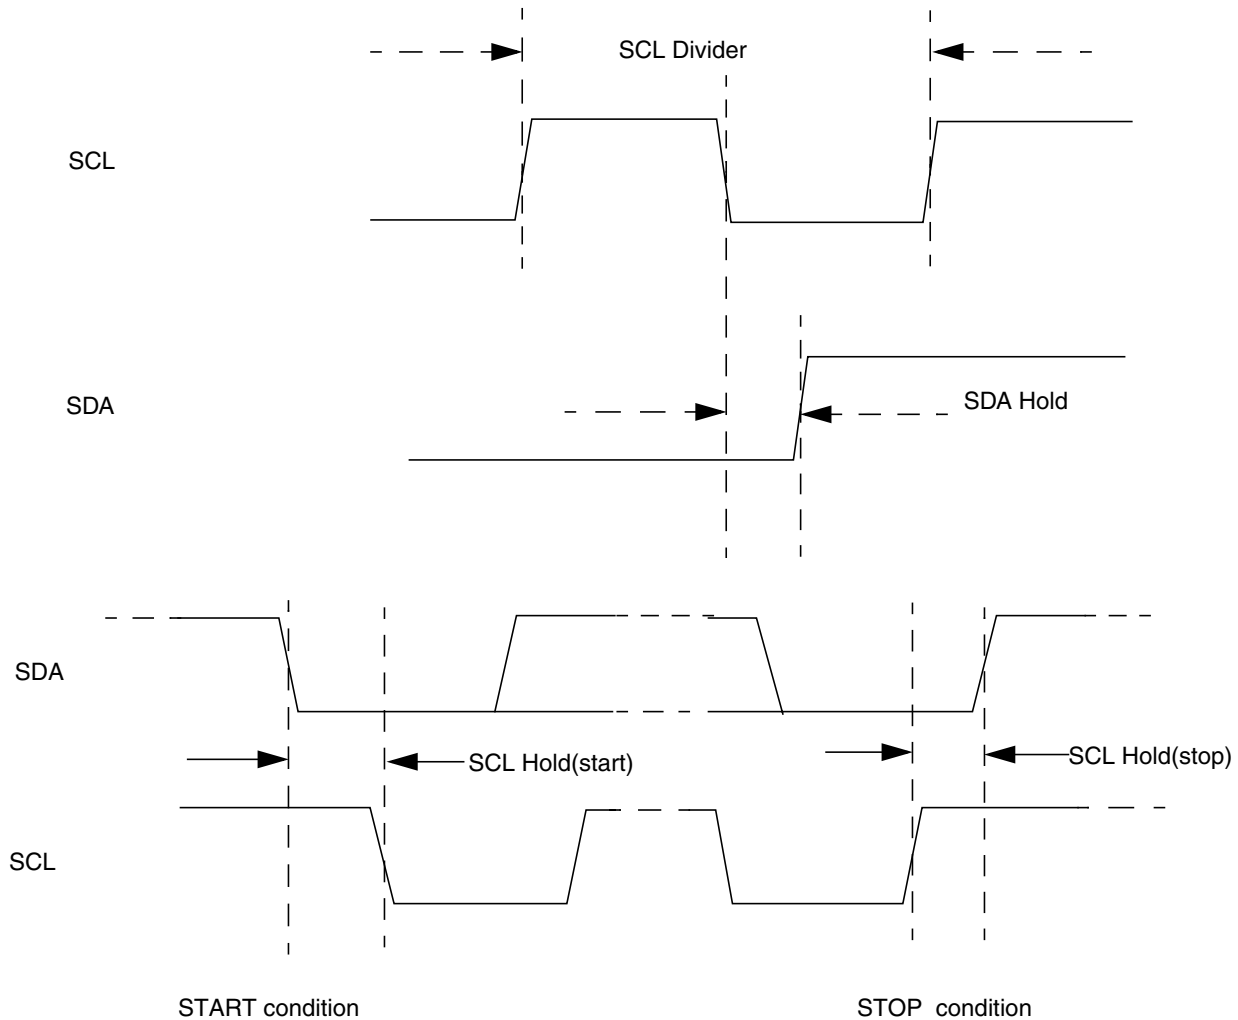 SCL Divider
SCL
SDA
SDA Hold
SDA
SCL Hold(start)
SCL Hold(stop)
SCL
START condition
STOP condition